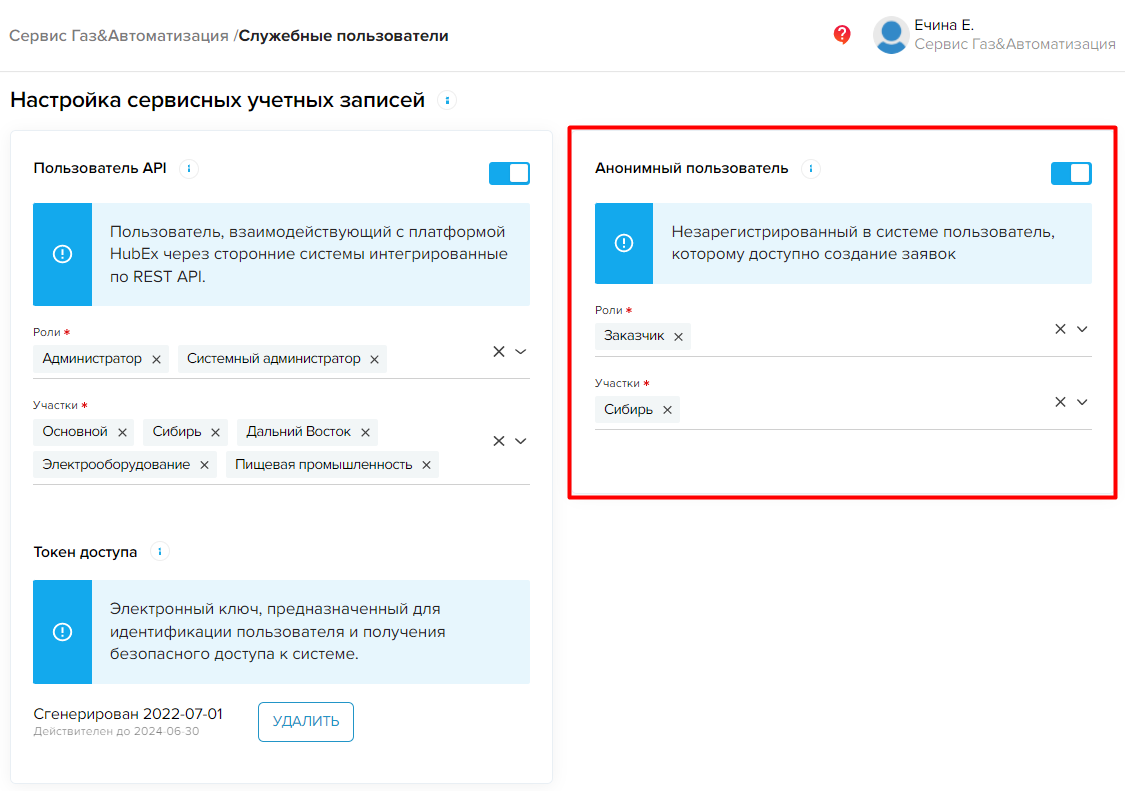 Сервис Газ&Автоматизация /Служебные пользователи
Ечина Е.
Сервис Газ&Автоматизация
Настройка сервисных учетных записей
Пользователь API
Пользователь, взаимодействующий с платформой
HubEx через сторонние системы интегрированные
по REST API.
Роли *
Администратор
Системный администратор
Участки *
Основной
Сибирь
Дальний Восток
Электрооборудование
Пищевая промышленность
Токен доступа
Электронный ключ, предназначенный для
идентификации пользователя и получения
безопасного доступа к системе.
Сгенерирован 2022-07-01
Действителен до 2024-06-30
УДАЛИТЬ
Анонимный пользователь
Незарегистрированный в системе пользователь,
которому доступно создание заявок
Роли *
Заказчик
Участки *
Сибирь